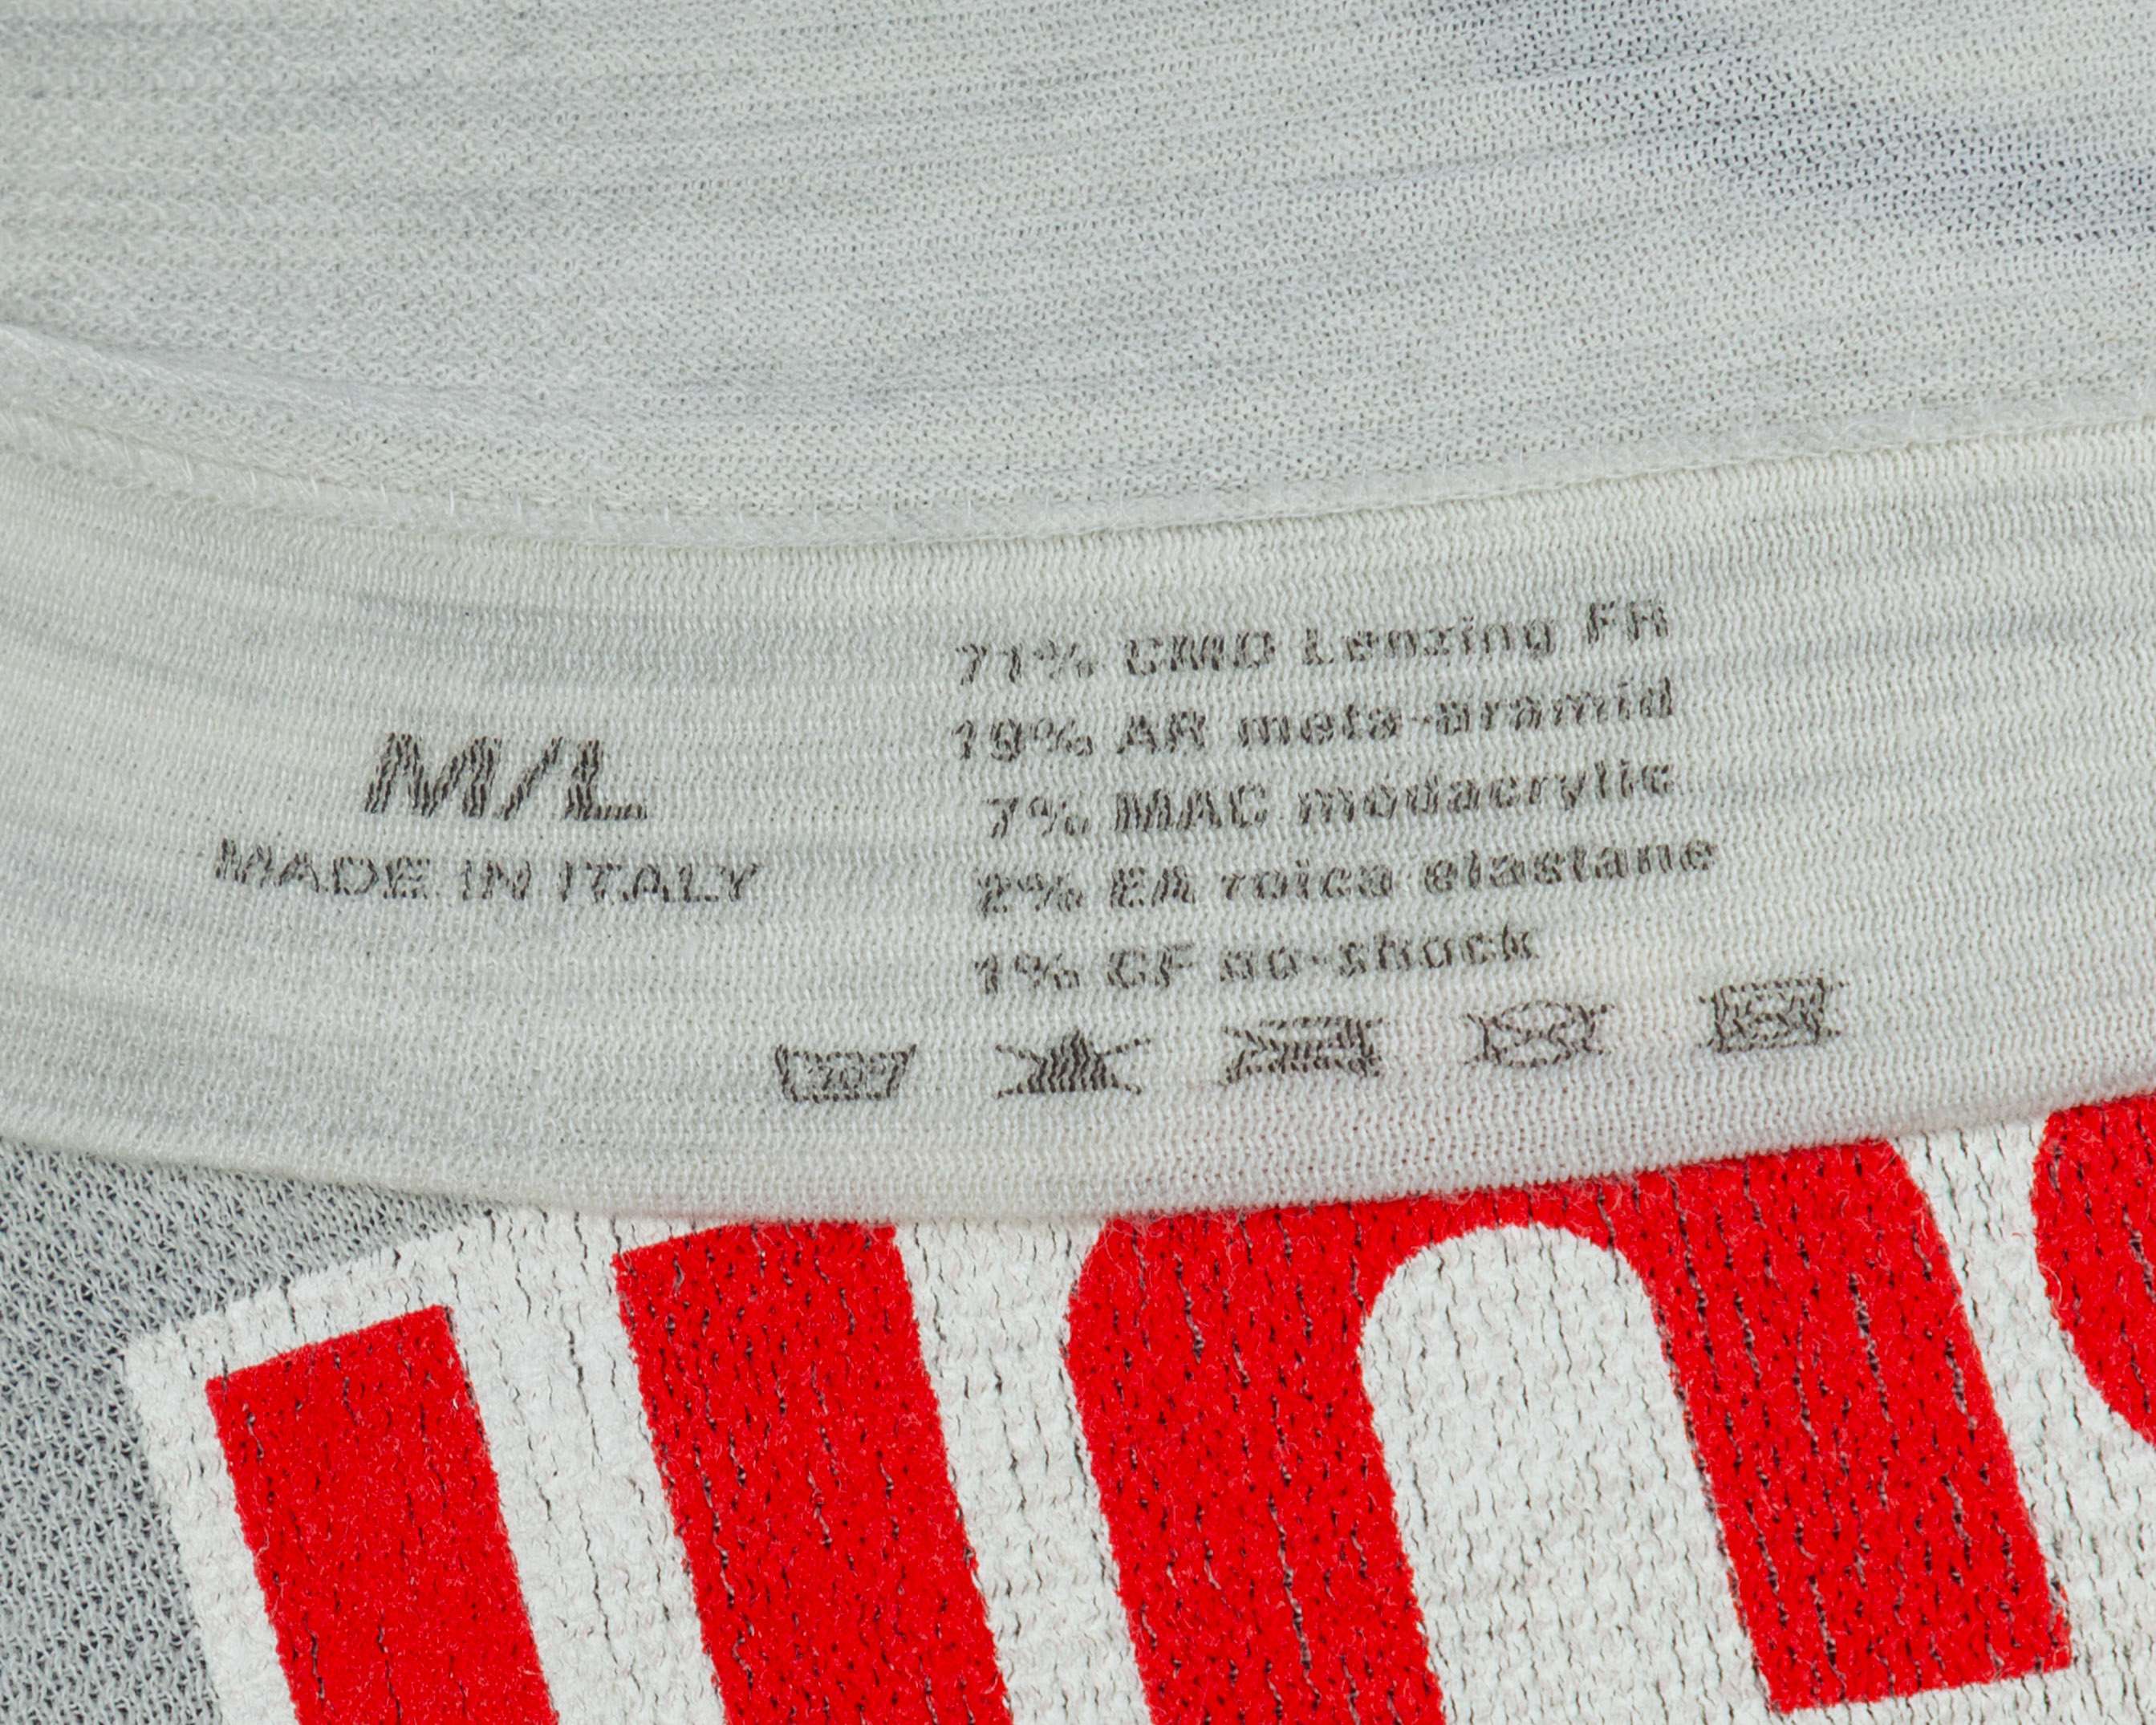 M/L
MADE IN ITALY
71% CMD Lenzing FR
19% AR meta-aramid
7% MAC modacrylic
2% EA roica elastane
1% CF no-shock